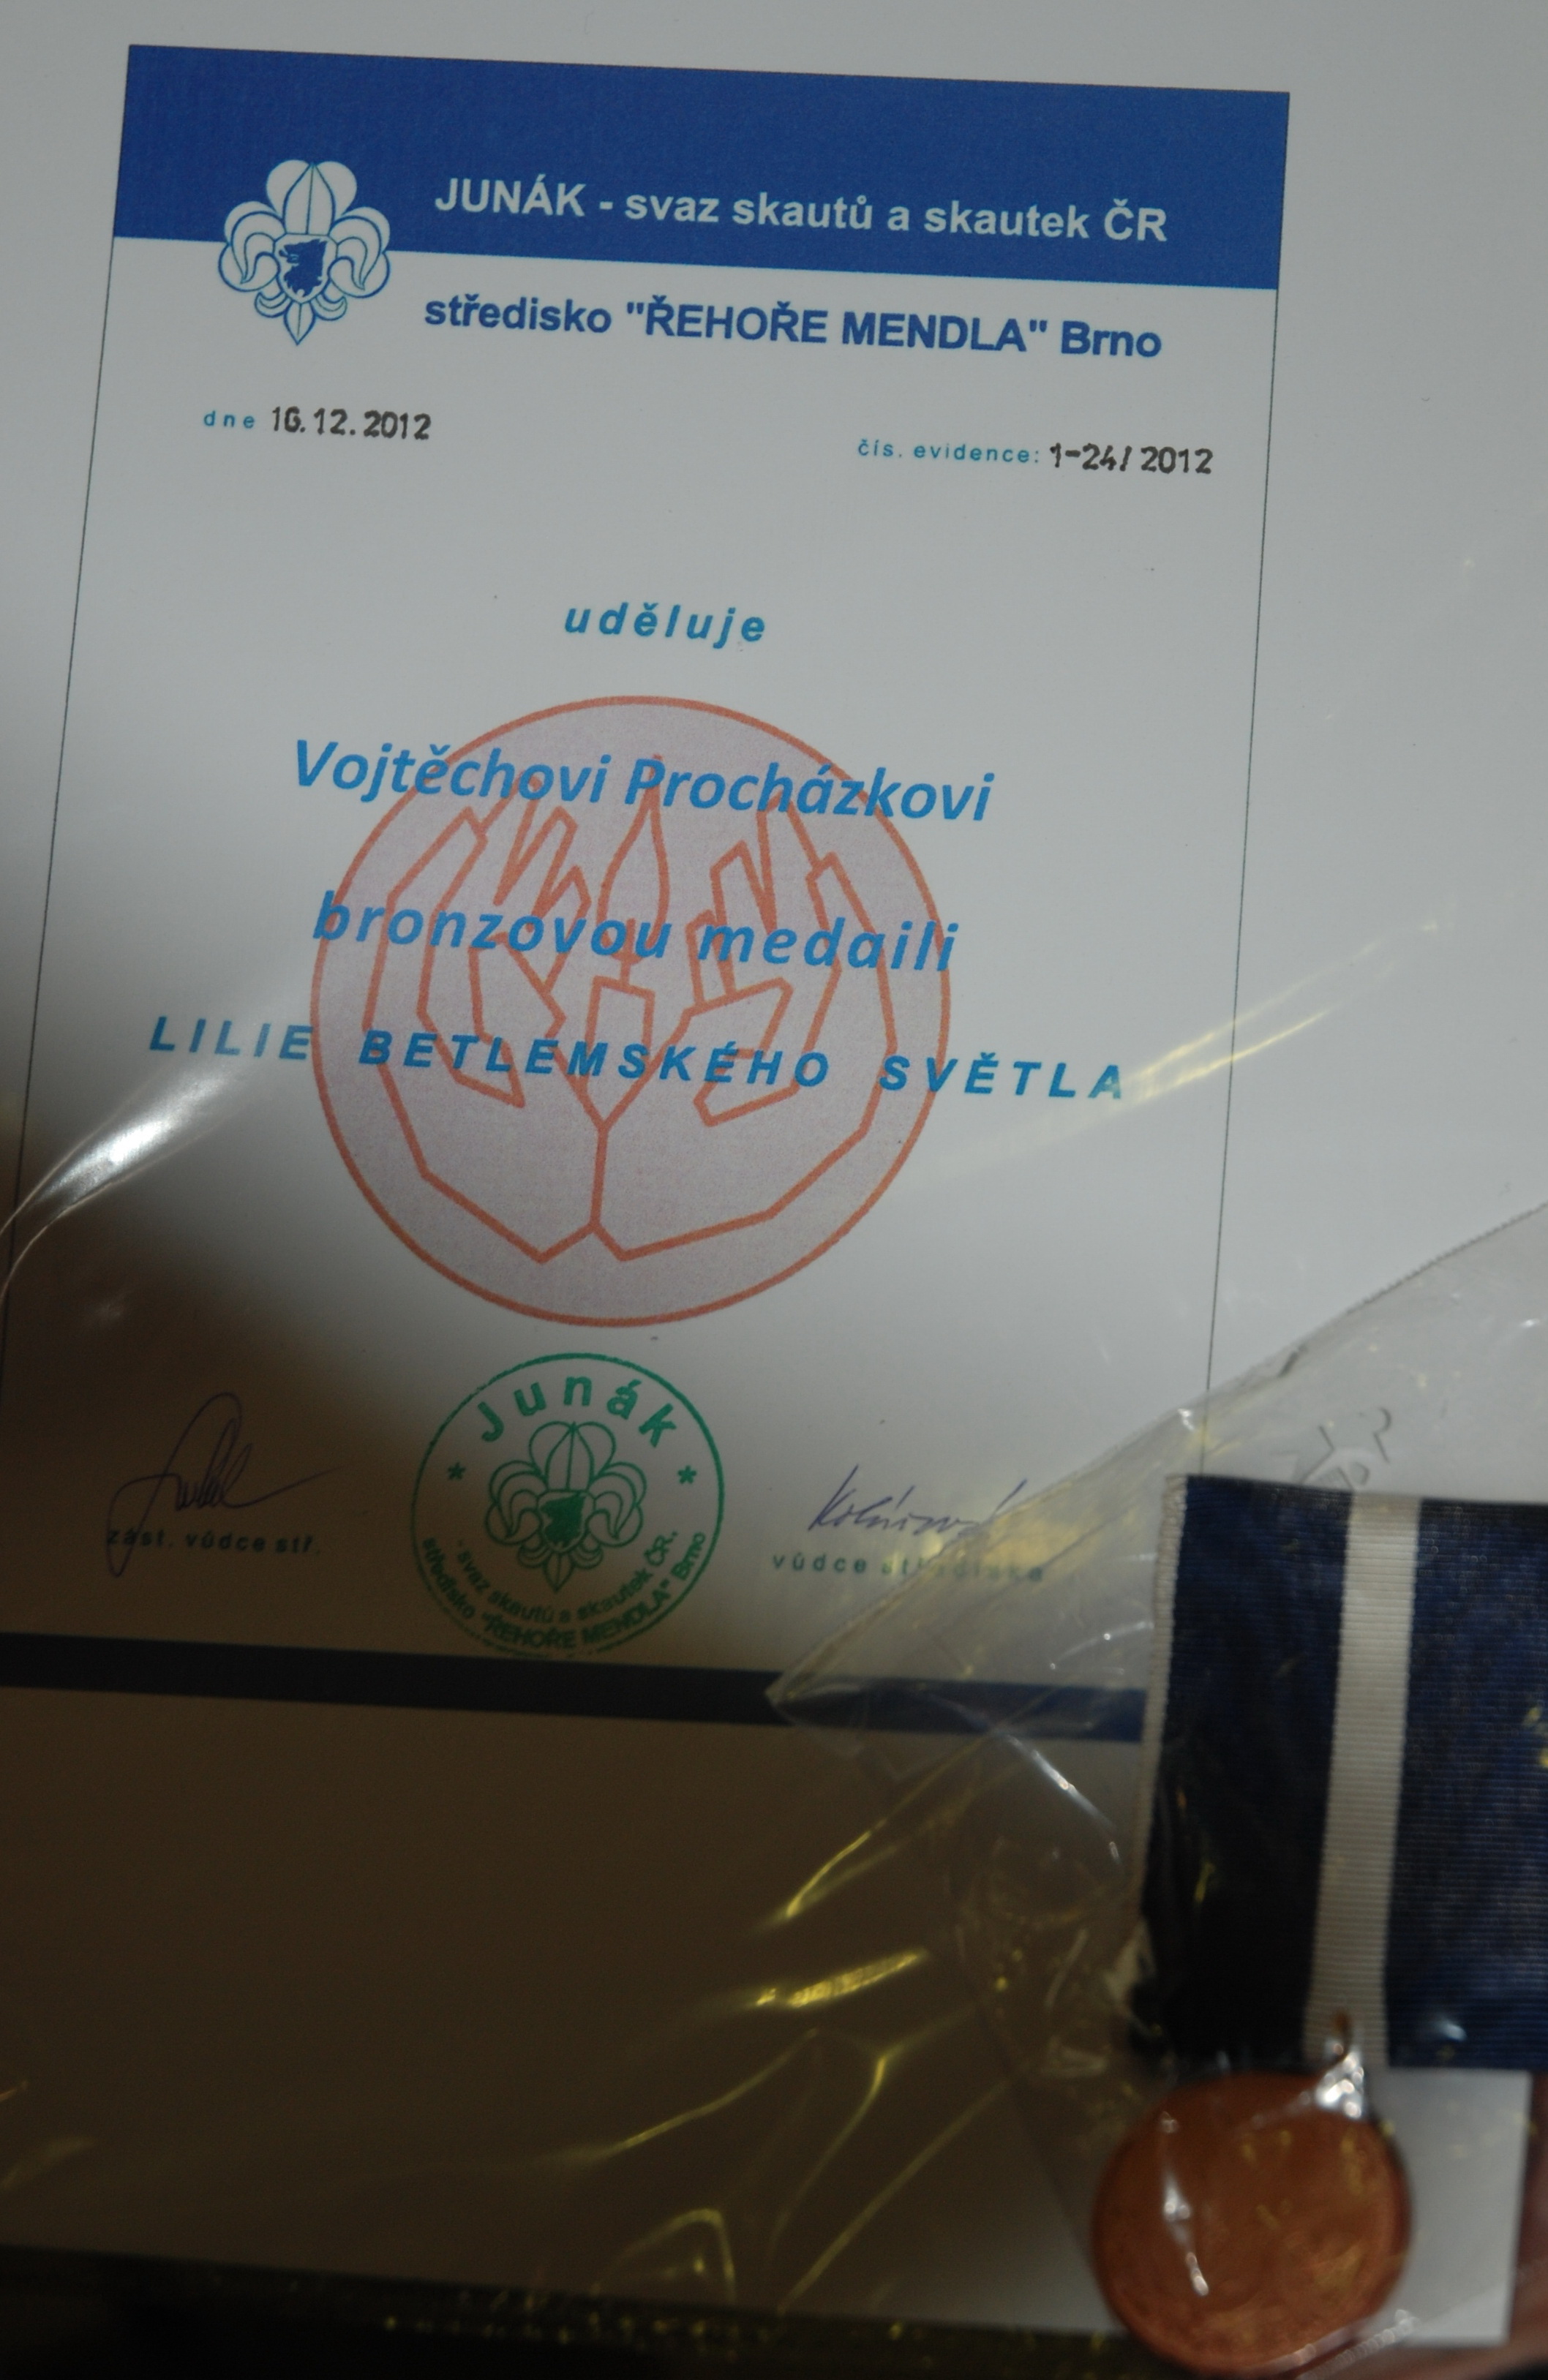 JUNÁK - svaz skautů a skautek ČR
středisko "ŘEHOŘE MENDLA" Brno
dne 16.12.2012
čís. evidence: 1-24/2012
uděluje
Vojtěchovi Procházkovi
bronzovou medaili
LILIE BETLÉMSKÉHO SVĚTLA
Junák
svaz skautů a skautek ČR.
středisko "ŘEHOŘE MENDLA" Brno
zást. vůdce stř.
vůdce střediska